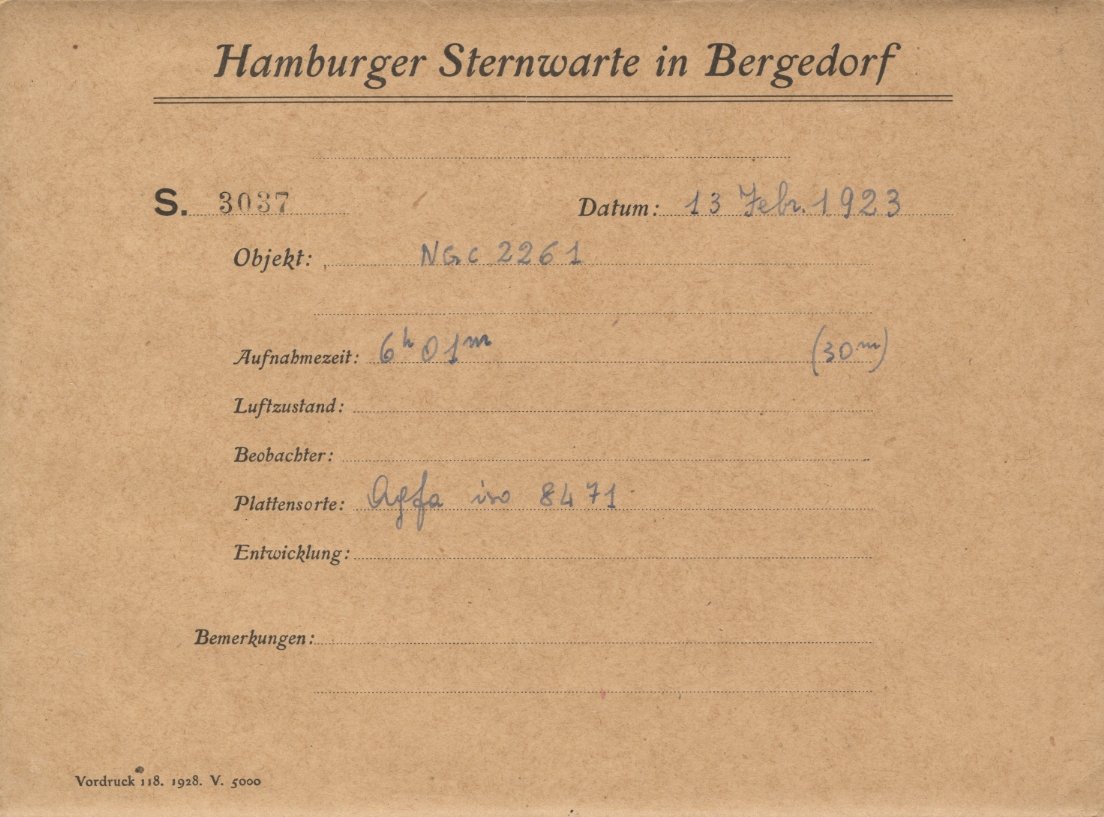 Hamburger Sternwarte in Bergedorf
S. 3037 Datum: 13 Febr. 1923
Objekt: NGC 2261
Aufnahmezeit: 6ʰ 01ᵐ (30ᵐ)
Luftzustand:
Beobachter:
Plattensorte: Agfa iso 8471
Entwicklung:
Bemerkungen:
Vordruck 118. 1928. V. 5000